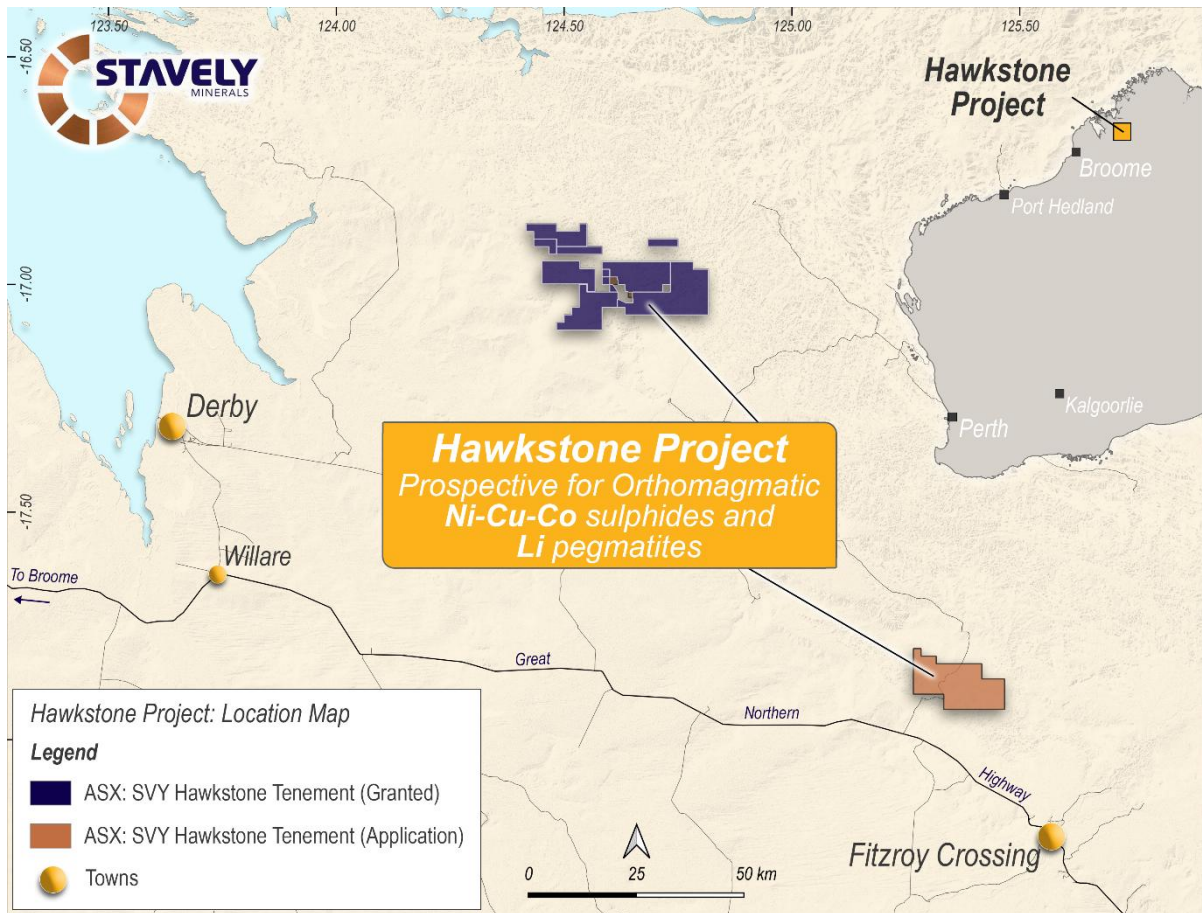 123.50
124.00
124.50
125.00
125.50
-16.50
-17.00
-17.50
STAVELY
MINERALS
Hawkstone
Project
Broome
Port Hedland
Kalgoorlie
Perth
Derby
Hawkstone Project
Prospective for Orthomagmatic
Ni-Cu-Co sulphides and
Li pegmatites
Willare
To Broome
Great
Northern
Highway
Fitzroy Crossing
Hawkstone Project: Location Map
Legend
ASX: SVY Hawkstone Tenement (Granted)
ASX: SVY Hawkstone Tenement (Application)
Towns
0 25 50 km